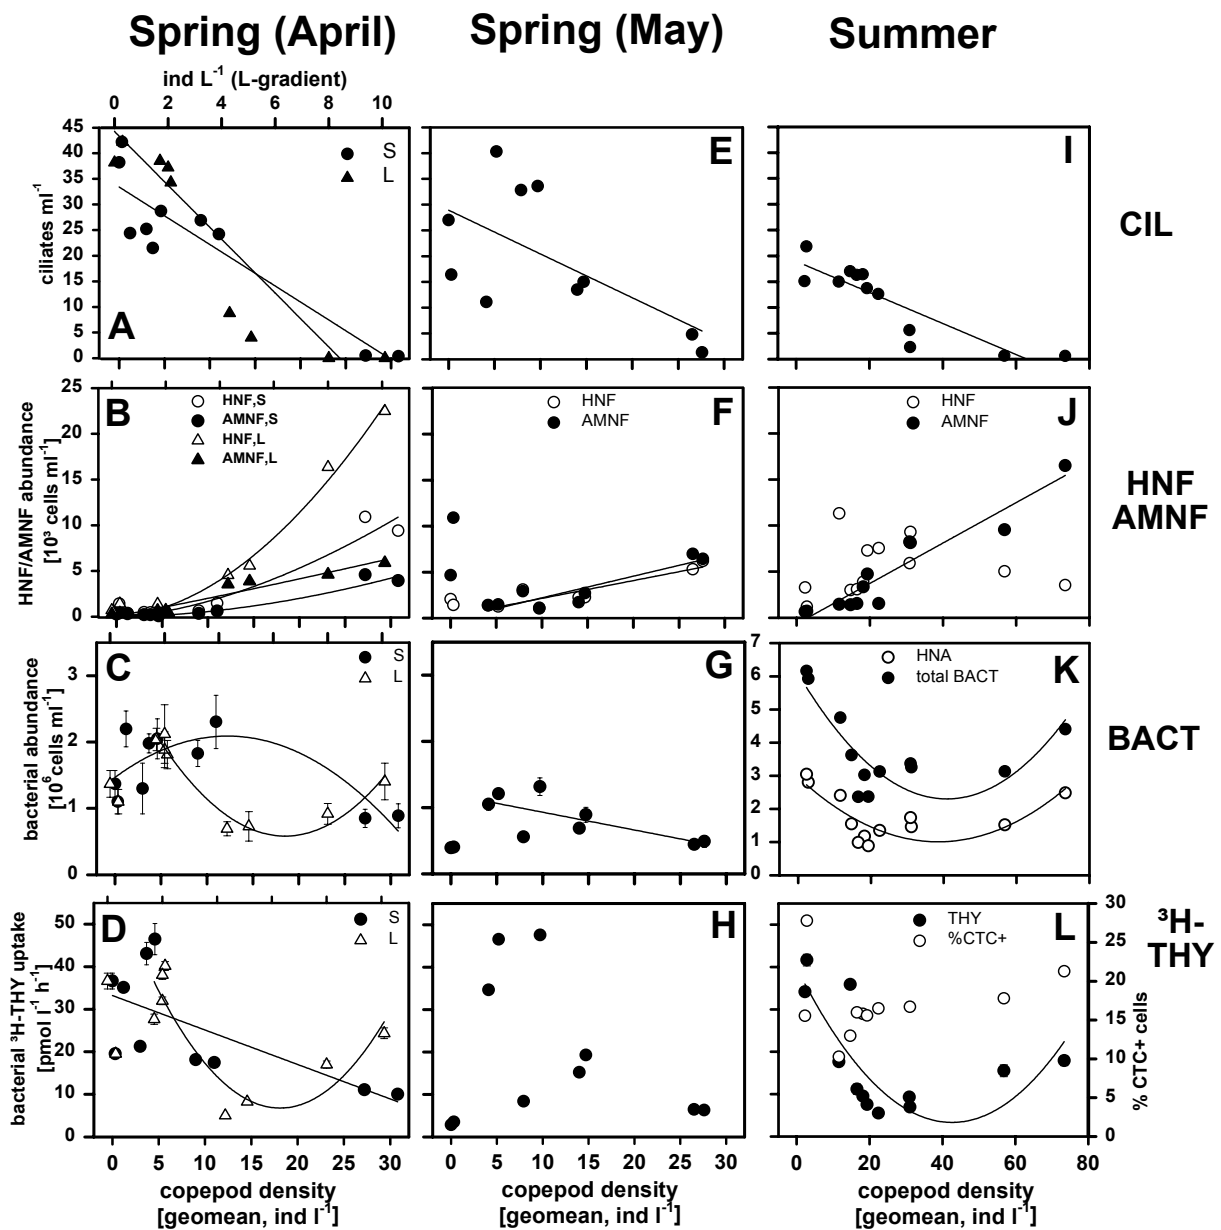 Spring (April)
Spring (May)
Summer
ind L⁻¹ (L-gradient)
0 2 4 6 8 10
45
40
35
30
25
20
15
10
5
0
ciliates ml⁻¹
A
S
L
E
I
CIL
25
20
15
10
5
0
HNF/AMNF abundance
[10³ cells ml⁻¹]
B
HNF,S
AMNF,S
HNF,L
AMNF,L
F
HNF
AMNF
J
HNF
AMNF
HNF
AMNF
3
2
1
0
bacterial abundance
[10⁶cells ml⁻¹]
C
S
L
G
7
6
5
4
3
2
1
0
K
HNA
total BACT
BACT
50
40
30
20
10
0
bacterial ³H-THY uptake
[pmol l⁻¹ h⁻¹]
D
S
L
H
L
THY
%CTC+
30
25
20
15
10
5
0
% CTC+ cells
³H-
THY
0 5 10 15 20 25 30
copepod density
[geomean, ind l⁻¹]
0 5 10 15 20 25 30
copepod density
[geomean, ind l⁻¹]
0 20 40 60 80
copepod density
[geomean, ind l⁻¹]